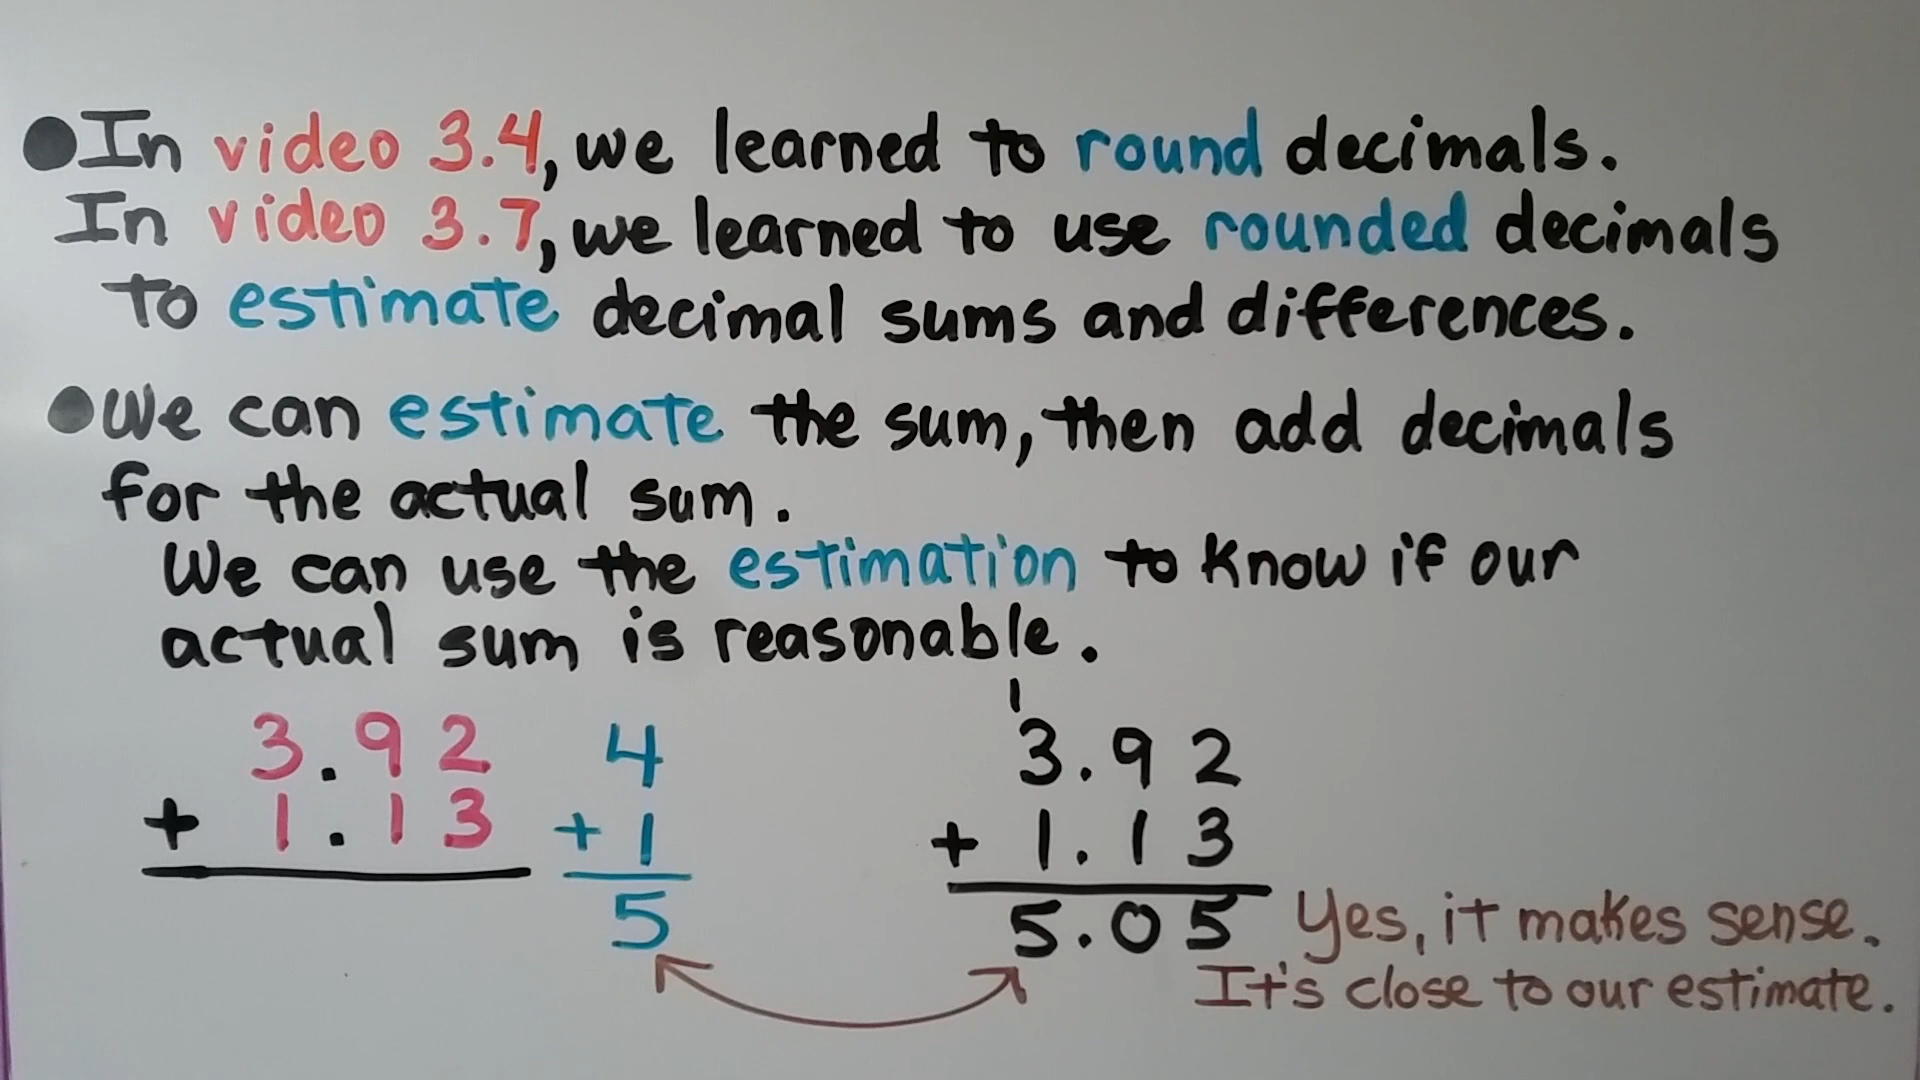 ●In video 3.4, we learned to round decimals.
In video 3.7, we learned to use rounded decimals
to estimate decimal sums and differences.
●We can estimate the sum, then add decimals
for the actual sum.
We can use the estimation to know if our
actual sum is reasonable.
3.92
+ 1.13
4
+ 1
5
1
3.92
+ 1.13
5.05
Yes, it makes sense.
It's close to our estimate.